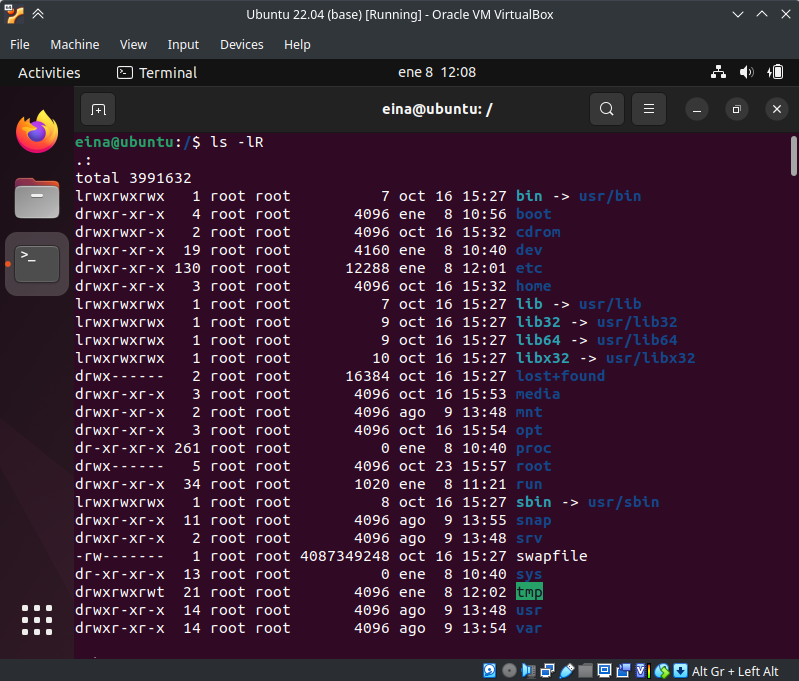 Ubuntu 22.04 (base) [Running] - Oracle VM VirtualBox
File Machine View Input Devices Help
Activities Terminal ene 8 12:08
eina@ubuntu: /
eina@ubuntu:/$ ls -lR
.:
total 3991632
lrwxrwxrwx   1 root root          7 oct 16 15:27 bin -> usr/bin
drwxr-xr-x   4 root root       4096 ene  8 10:56 boot
drwxrwxr-x   2 root root       4096 oct 16 15:32 cdrom
drwxr-xr-x  19 root root       4160 ene  8 10:40 dev
drwxr-xr-x 130 root root      12288 ene  8 12:01 etc
drwxr-xr-x   3 root root       4096 oct 16 15:32 home
lrwxrwxrwx   1 root root          7 oct 16 15:27 lib -> usr/lib
lrwxrwxrwx   1 root root          9 oct 16 15:27 lib32 -> usr/lib32
lrwxrwxrwx   1 root root          9 oct 16 15:27 lib64 -> usr/lib64
lrwxrwxrwx   1 root root         10 oct 16 15:27 libx32 -> usr/libx32
drwx------   2 root root      16384 oct 16 15:27 lost+found
drwxr-xr-x   3 root root       4096 oct 16 15:53 media
drwxr-xr-x   2 root root       4096 ago  9 13:48 mnt
drwxr-xr-x   3 root root       4096 oct 16 15:54 opt
dr-xr-xr-x 261 root root          0 ene  8 10:40 proc
drwx------   5 root root       4096 oct 23 15:57 root
drwxr-xr-x  34 root root       1020 ene  8 11:21 run
lrwxrwxrwx   1 root root          8 oct 16 15:27 sbin -> usr/sbin
drwxr-xr-x  11 root root       4096 ago  9 13:55 snap
drwxr-xr-x   2 root root       4096 ago  9 13:48 srv
-rw-------   1 root root 4087349248 oct 16 15:27 swapfile
dr-xr-xr-x  13 root root          0 ene  8 10:40 sys
drwxrwxrwt  21 root root       4096 ene  8 12:02 tmp
drwxr-xr-x  14 root root       4096 ago  9 13:48 usr
drwxr-xr-x  14 root root       4096 ago  9 13:54 var
Alt Gr + Left Alt